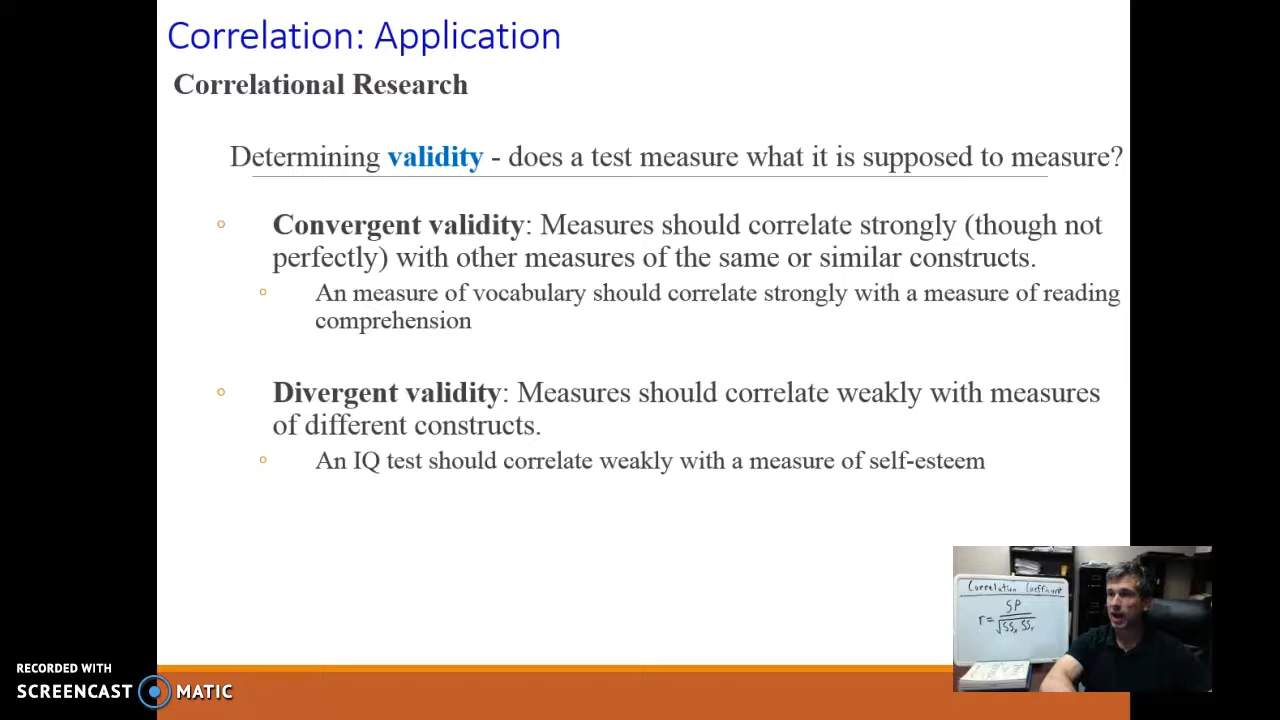 Correlation: Application
Correlational Research
Determining validity - does a test measure what it is supposed to measure?
Convergent validity: Measures should correlate strongly (though not
perfectly) with other measures of the same or similar constructs.
An measure of vocabulary should correlate strongly with a measure of reading
comprehension
Divergent validity: Measures should correlate weakly with measures
of different constructs.
An IQ test should correlate weakly with a measure of self-esteem
Correlation Coefficient
SP
r = √SSₓ SSᵧ
RECORDED WITH
SCREENCAST MATIC